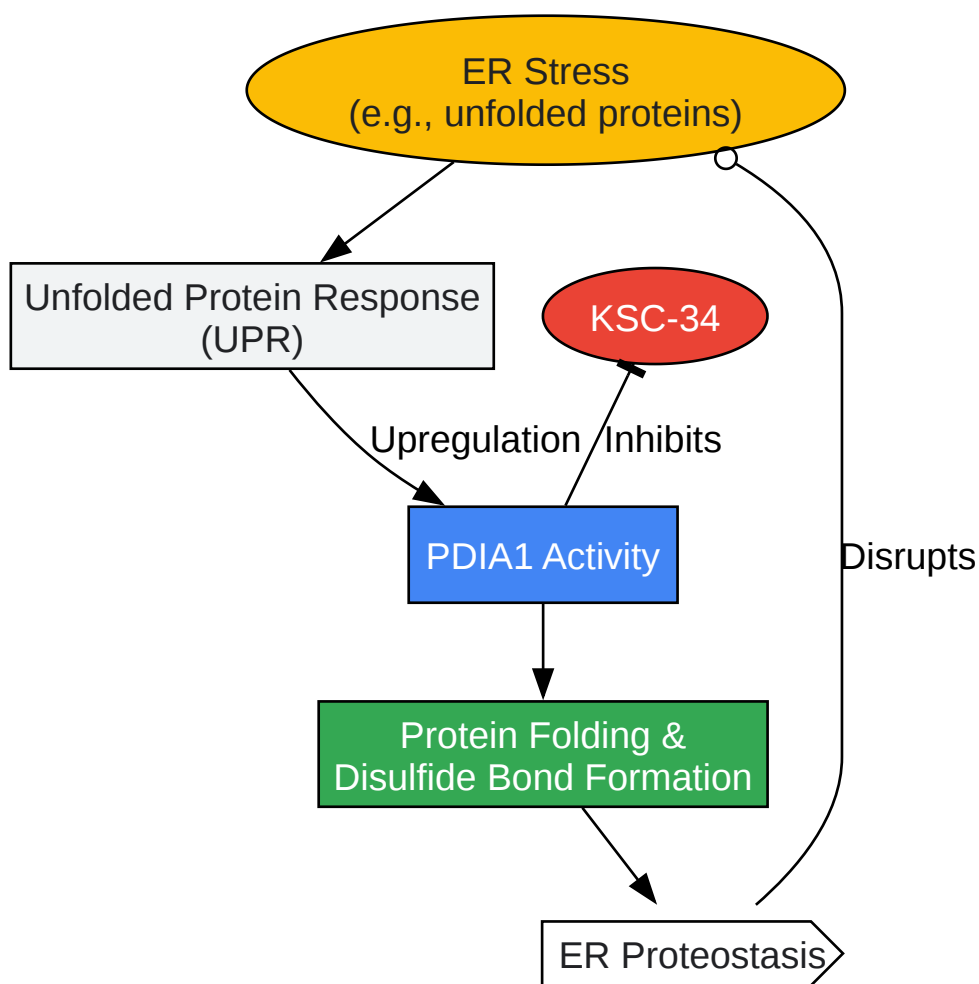 ER Stress
(e.g., unfolded proteins)
Unfolded Protein Response
(UPR)
KSC-34
Upregulation
Inhibits
PDIA1 Activity
Disrupts
Protein Folding &
Disulfide Bond Formation
ER Proteostasis